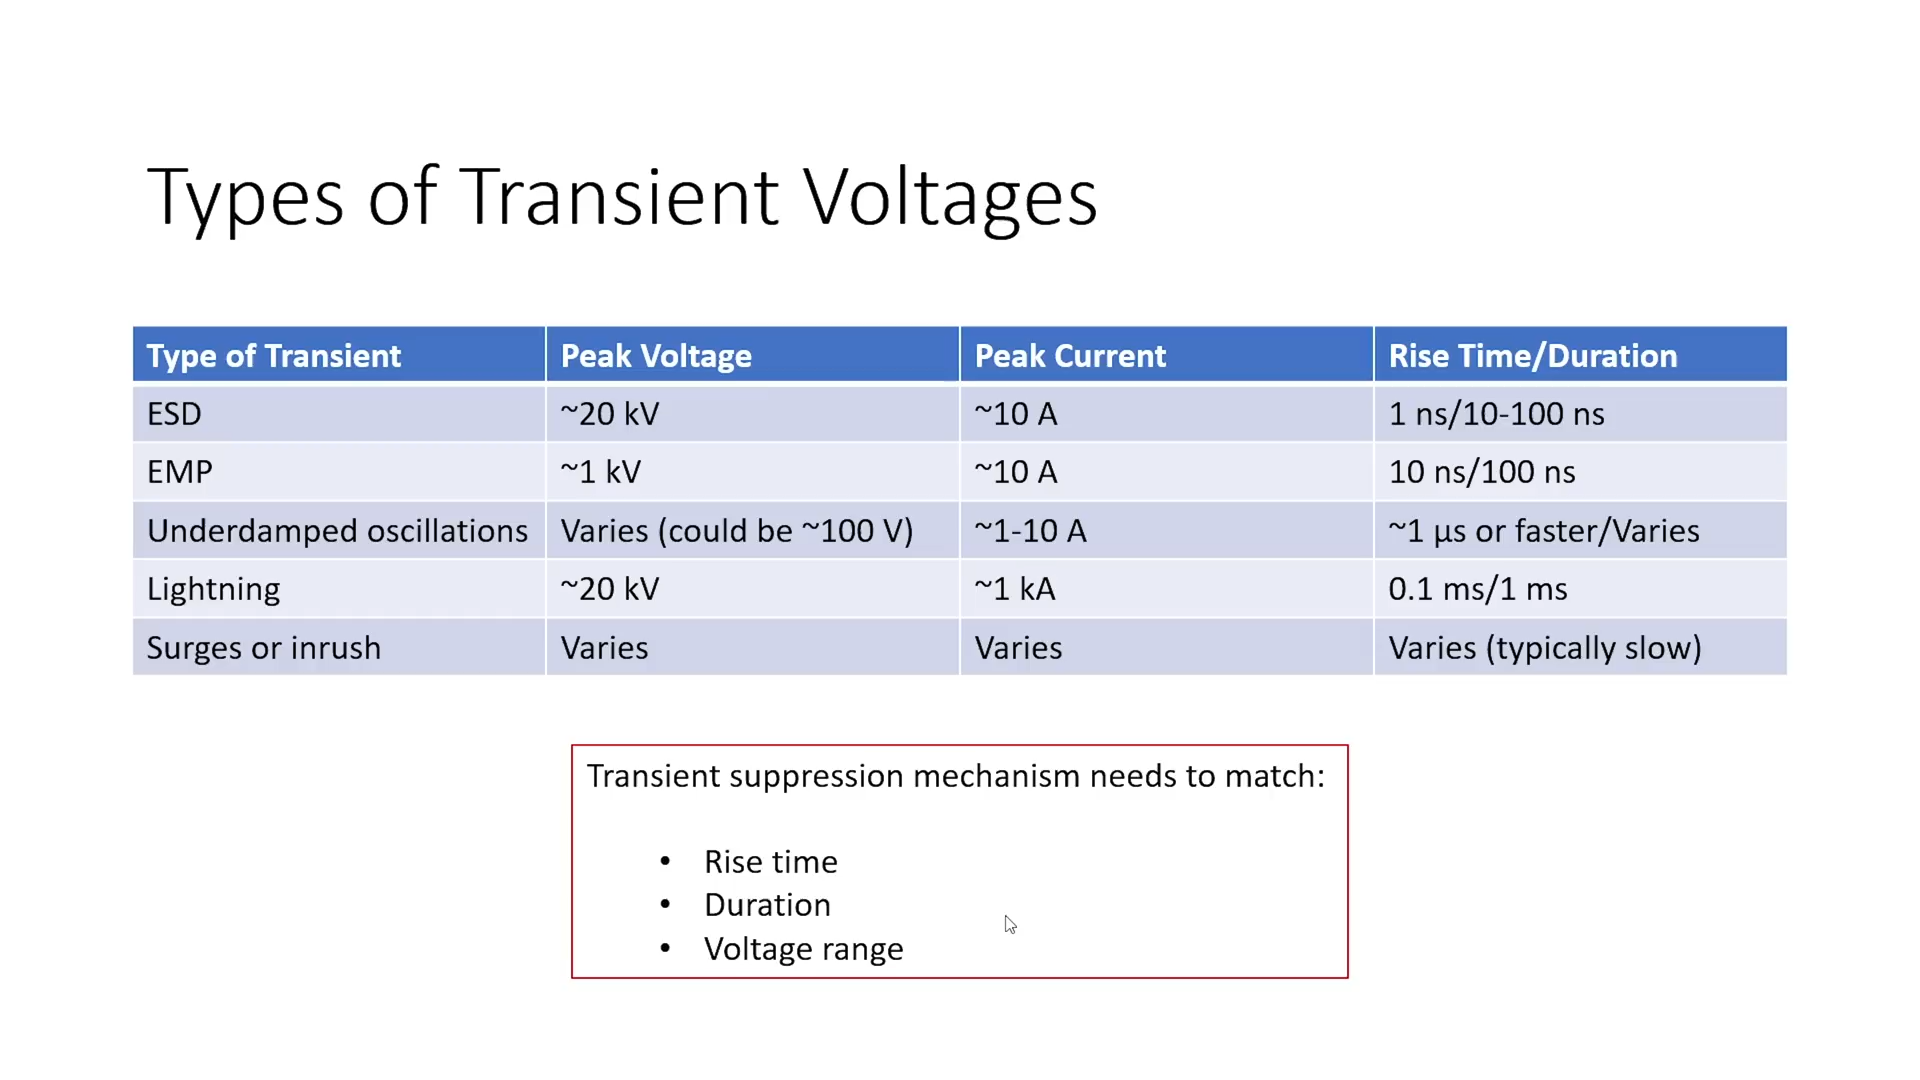 Types of Transient Voltages
Type of Transient Peak Voltage Peak Current Rise Time/Duration
ESD ~20 kV ~10 A 1 ns/10-100 ns
EMP ~1 kV ~10 A 10 ns/100 ns
Underdamped oscillations Varies (could be ~100 V) ~1-10 A ~1 µs or faster/Varies
Lightning ~20 kV ~1 kA 0.1 ms/1 ms
Surges or inrush Varies Varies Varies (typically slow)
Transient suppression mechanism needs to match:
• Rise time
• Duration
• Voltage range